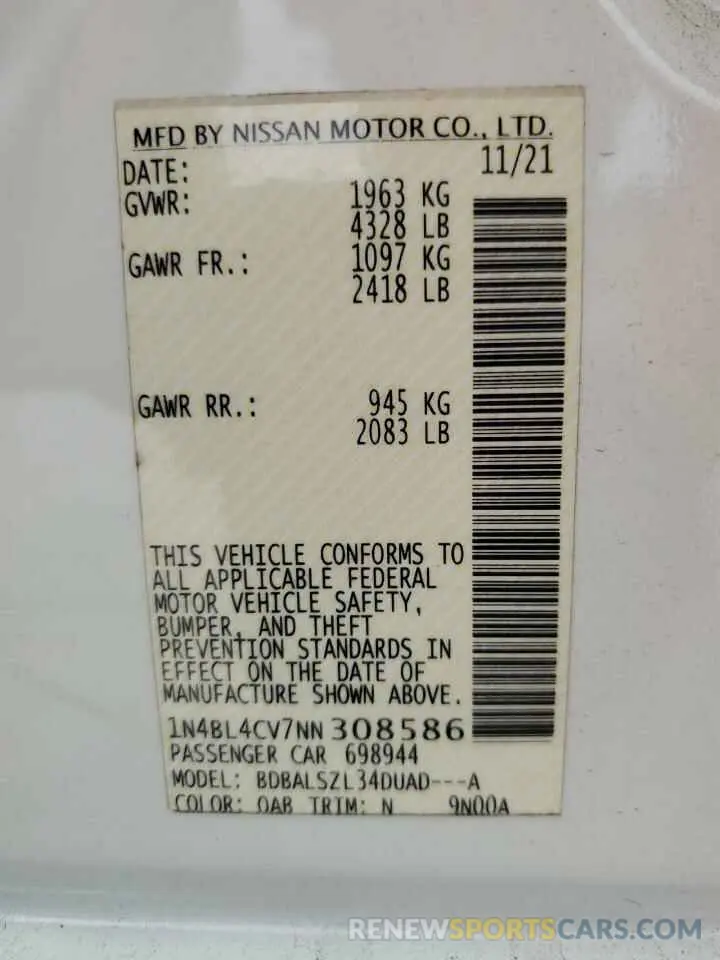 MFD BY NISSAN MOTOR CO., LTD.
DATE: 11/21
GVWR: 1963 KG
4328 LB
GAWR FR.: 1097 KG
2418 LB
GAWR RR.: 945 KG
2083 LB
THIS VEHICLE CONFORMS TO
ALL APPLICABLE FEDERAL
MOTOR VEHICLE SAFETY,
BUMPER, AND THEFT
PREVENTION STANDARDS IN
EFFECT ON THE DATE OF
MANUFACTURE SHOWN ABOVE.
1N4BL4CV7NN308586
PASSENGER CAR 698944
MODEL: BDBALSZL34DUAD---A
COLOR: QAB TRIM: N 9N00A
RENEWSPORTSCARS.COM